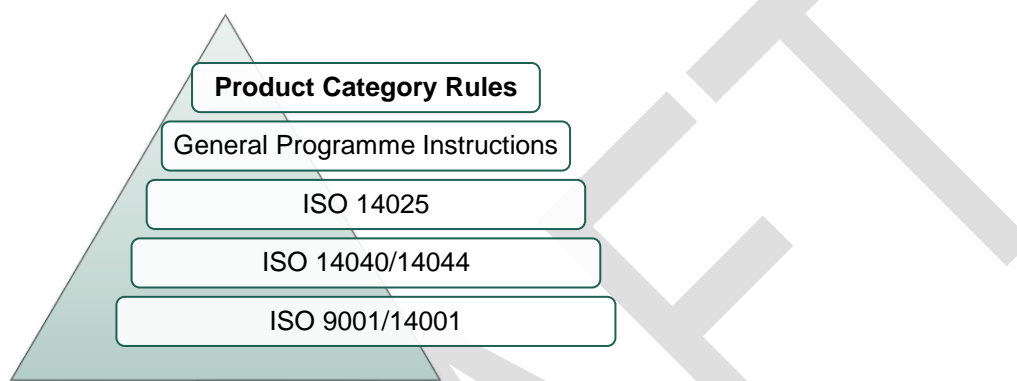 Product Category Rules
General Programme Instructions
ISO 14025
ISO 14040/14044
ISO 9001/14001